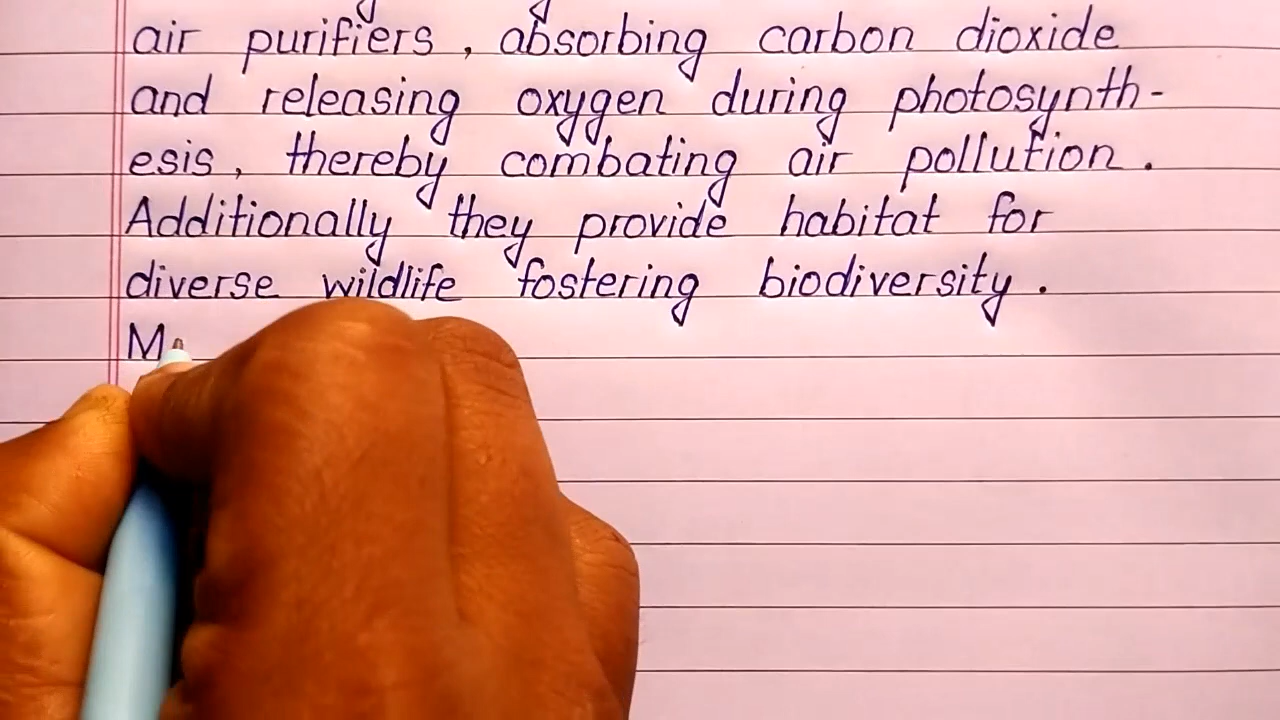 air purifiers, absorbing carbon dioxide
and releasing oxygen during photosynth-
esis, thereby combating air pollution.
Additionally they provide habitat for
diverse wildlife fostering biodiversity.
M